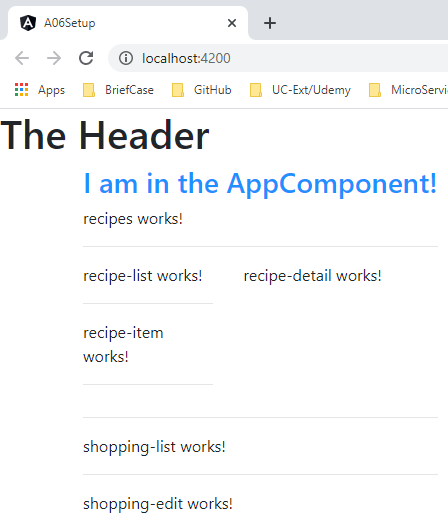 A06Setup
localhost:4200
Apps BriefCase GitHub UC-Ext/Udemy MicroServi
The Header
I am in the AppComponent!
recipes works!
recipe-list works! recipe-detail works!
recipe-item
works!
shopping-list works!
shopping-edit works!